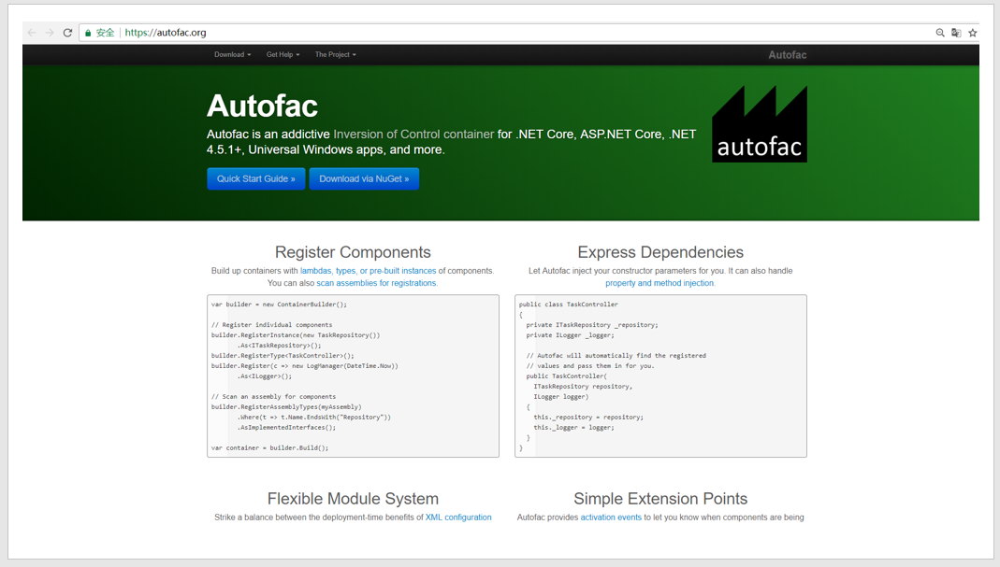 安全 https://autofac.org
Download Get Help The Project Autofac
Autofac
Autofac is an addictive Inversion of Control container for .NET Core, ASP.NET Core, .NET
4.5.1+, Universal Windows apps, and more.
Quick Start Guide » Download via NuGet »
autofac
Register Components
Build up containers with lambdas, types, or pre-built instances of components.
You can also scan assemblies for registrations.
var builder = new ContainerBuilder();
// Register individual components
builder.RegisterInstance(new TaskRepository())
.As<ITaskRepository>();
builder.RegisterType<TaskController>();
builder.Register(c => new LogManager(DateTime.Now))
.As<ILogger>();
// Scan an assembly for components
builder.RegisterAssemblyTypes(myAssembly)
.Where(t => t.Name.EndsWith("Repository"))
.AsImplementedInterfaces();
var container = builder.Build();
Express Dependencies
Let Autofac inject your constructor parameters for you. It can also handle
property and method injection.
public class TaskController
{
private ITaskRepository _repository;
private ILogger _logger;
// Autofac will automatically find the registered
// values and pass them in for you.
public TaskController(
ITaskRepository repository,
ILogger logger)
{
this._repository = repository;
this._logger = logger;
}
}
Flexible Module System
Strike a balance between the deployment-time benefits of XML configuration
Simple Extension Points
Autofac provides activation events to let you know when components are being